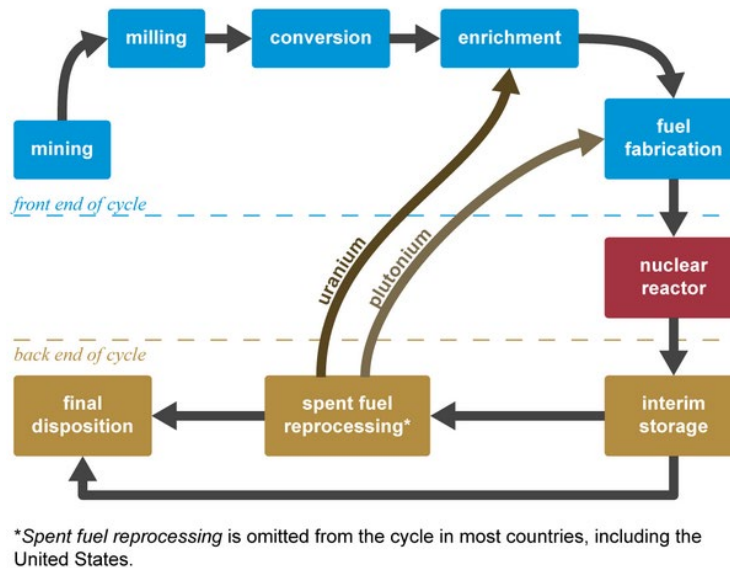 milling
conversion
enrichment
mining
fuel
fabrication
front end of cycle
uranium
plutonium
nuclear
reactor
back end of cycle
final
disposition
spent fuel
reprocessing*
interim
storage
*Spent fuel reprocessing is omitted from the cycle in most countries, including the
United States.